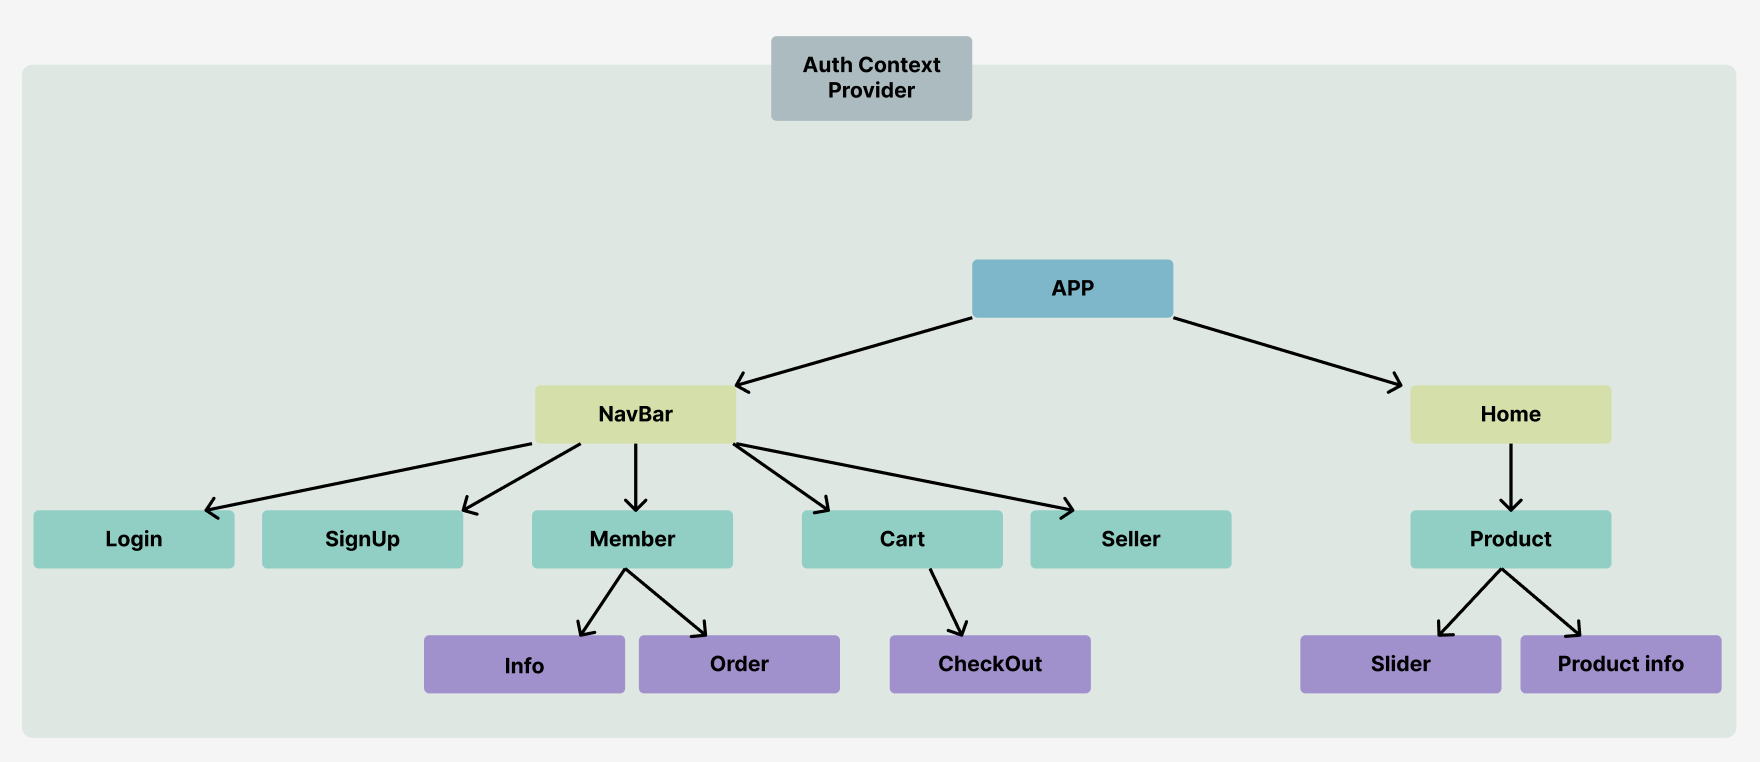 Auth Context
Provider
APP
NavBar
Home
Login
SignUp
Member
Cart
Seller
Product
Info
Order
CheckOut
Slider
Product info